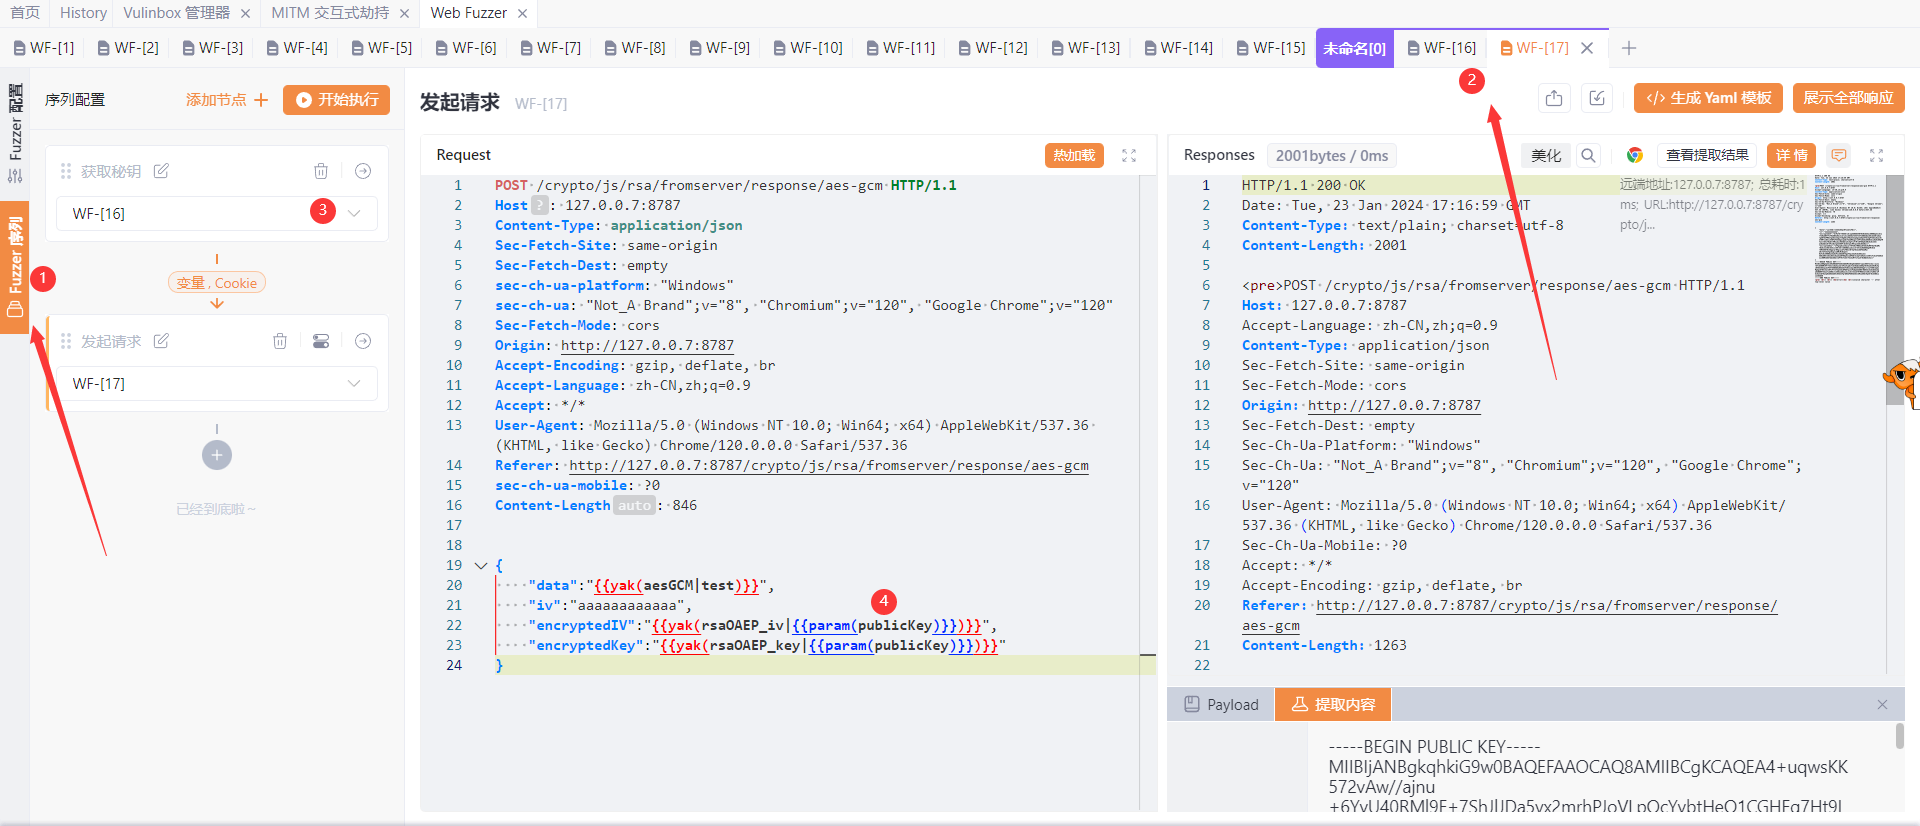 首页 History Vulinbox 管理器 × MITM 交互式劫持 × Web Fuzzer ×
WF-[1] WF-[2] WF-[3] WF-[4] WF-[5] WF-[6] WF-[7] WF-[8] WF-[9] WF-[10] WF-[11] WF-[12] WF-[13] WF-[14] WF-[15] 未命名[0] WF-[16] WF-[17] × +
Fuzzer 配置
Fuzzer 序列
序列配置 添加节点 + 开始执行
获取秘钥
WF-[16]
变量 , Cookie
发起请求
WF-[17]
已经到底啦～
1
2
3
4
发起请求 WF-[17]
</> 生成 Yaml 模板 展示全部响应
Request 热加载
1 POST /crypto/js/rsa/fromserver/response/aes-gcm HTTP/1.1
2 Host ? : 127.0.0.7:8787
3 Content-Type: application/json
4 Sec-Fetch-Site: same-origin
5 Sec-Fetch-Dest: empty
6 sec-ch-ua-platform: "Windows"
7 sec-ch-ua: "Not_A Brand";v="8", "Chromium";v="120", "Google Chrome";v="120"
8 Sec-Fetch-Mode: cors
9 Origin: http://127.0.0.7:8787
10 Accept-Encoding: gzip, deflate, br
11 Accept-Language: zh-CN,zh;q=0.9
12 Accept: */*
13 User-Agent: Mozilla/5.0 (Windows NT 10.0; Win64; x64) AppleWebKit/537.36
(KHTML, like Gecko) Chrome/120.0.0.0 Safari/537.36
14 Referer: http://127.0.0.7:8787/crypto/js/rsa/fromserver/response/aes-gcm
15 sec-ch-ua-mobile: ?0
16 Content-Length auto : 846
17
18
19 {
20 "data":"{{yak(aesGCM|test)}}",
21 "iv":"aaaaaaaaaaaa",
22 "encryptedIV":"{{yak(rsaOAEP_iv|{{param(publicKey)}})}}",
23 "encryptedKey":"{{yak(rsaOAEP_key|{{param(publicKey)}})}}"
24 }
Responses 2001bytes / 0ms 美化 查看提取结果 详 情
1 HTTP/1.1 200 OK
2 Date: Tue, 23 Jan 2024 17:16:59 GMT
3 Content-Type: text/plain; charset=utf-8
4 Content-Length: 2001
5
6 <pre>POST /crypto/js/rsa/fromserver/response/aes-gcm HTTP/1.1
7 Host: 127.0.0.7:8787
8 Accept-Language: zh-CN,zh;q=0.9
9 Content-Type: application/json
10 Sec-Fetch-Site: same-origin
11 Sec-Fetch-Mode: cors
12 Origin: http://127.0.0.7:8787
13 Sec-Fetch-Dest: empty
14 Sec-Ch-Ua-Platform: "Windows"
15 Sec-Ch-Ua: "Not_A Brand";v="8", "Chromium";v="120", "Google Chrome";
v="120"
16 User-Agent: Mozilla/5.0 (Windows NT 10.0; Win64; x64) AppleWebKit/
537.36 (KHTML, like Gecko) Chrome/120.0.0.0 Safari/537.36
17 Sec-Ch-Ua-Mobile: ?0
18 Accept: */*
19 Accept-Encoding: gzip, deflate, br
20 Referer: http://127.0.0.7:8787/crypto/js/rsa/fromserver/response/
aes-gcm
21 Content-Length: 1263
22
远端地址:127.0.0.7:8787; 总耗时:1
ms; URL:http://127.0.0.7:8787/cry
pto/j...
Payload 提取内容 ×
-----BEGIN PUBLIC KEY-----
MIIBIjANBgkqhkiG9w0BAQEFAAOCAQ8AMIIBCgKCAQEA4+uqwsKK
572vAw//ajnu